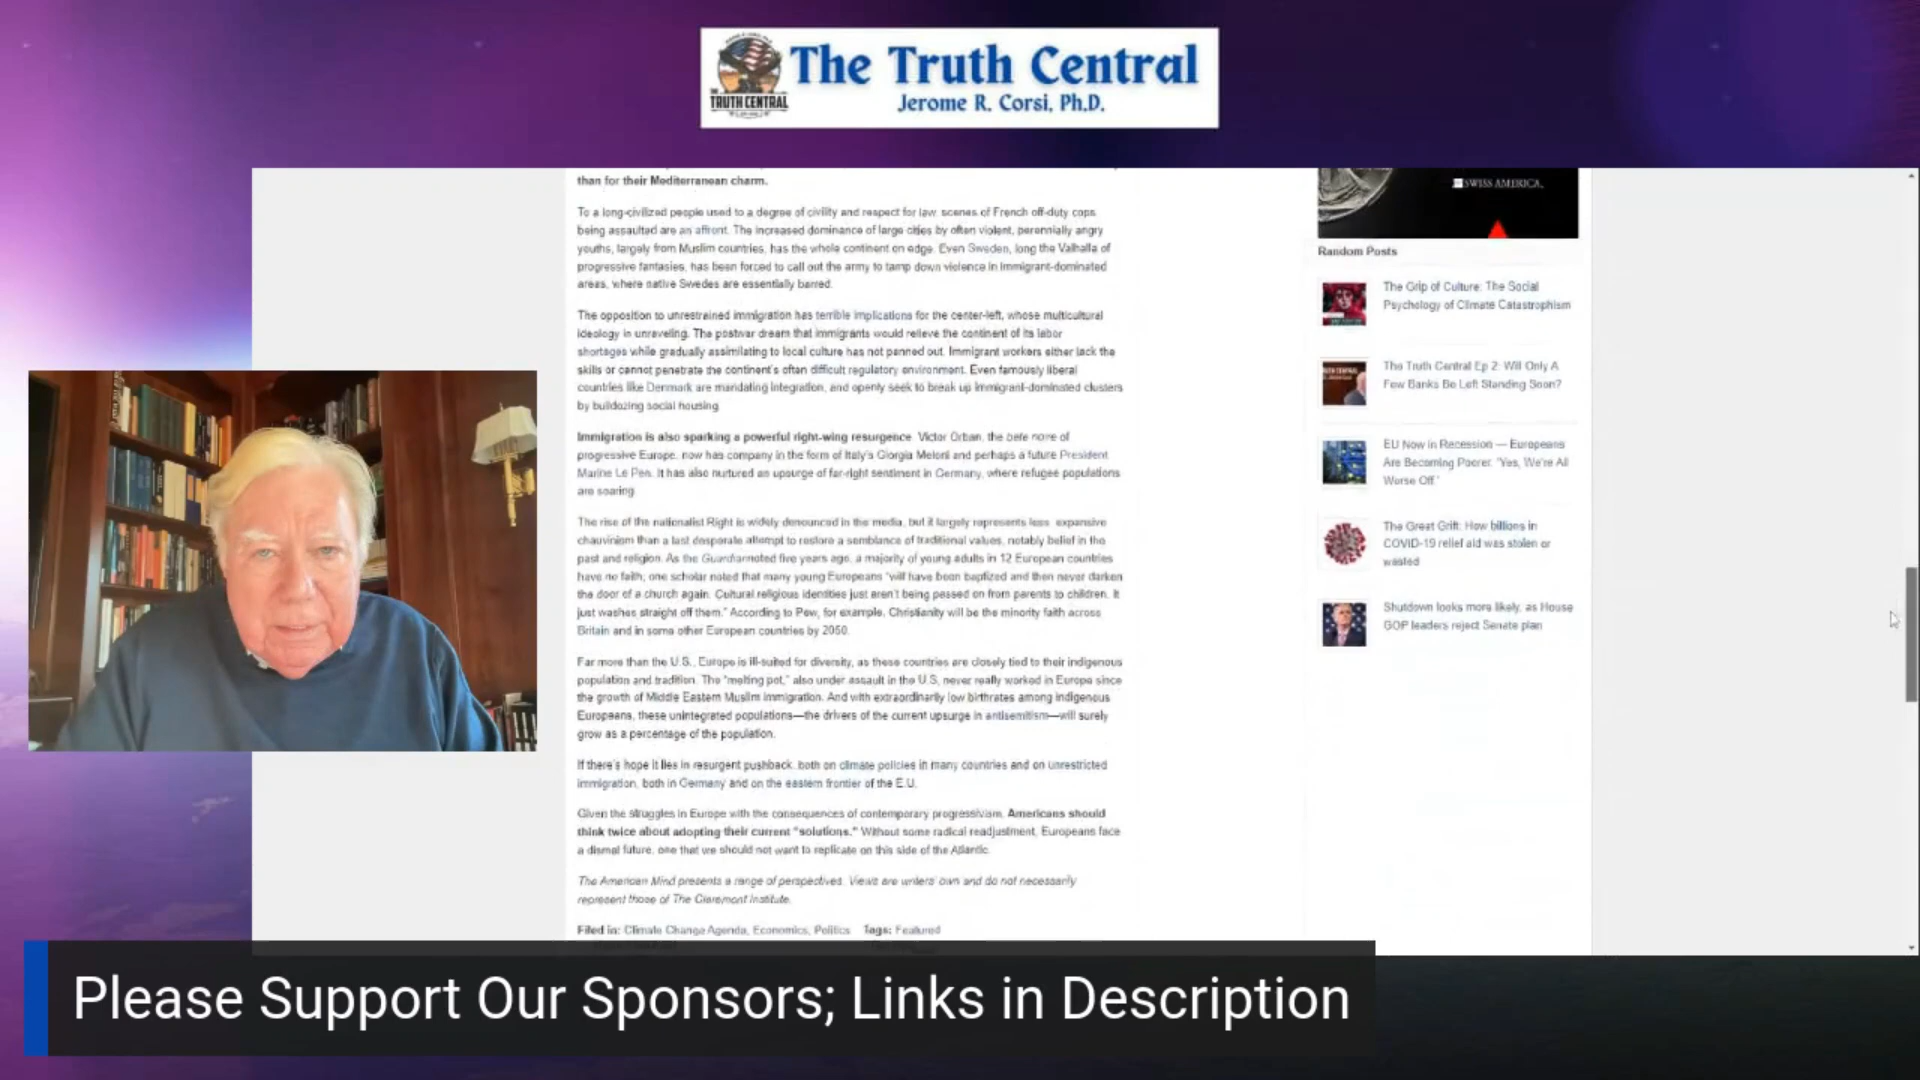 The Truth Central
Jerome R. Corsi, Ph.D.
TRUTH CENTRAL
than for their Mediterranean charm.
To a long-civilized people used to a degree of civility and respect for law, scenes of French off-duty cops
being assaulted are an affront. The increased dominance of large cities by often violent, perennially angry
youths, largely from Muslim countries, has the whole continent on edge. Even Sweden, long the Valhalla of
progressive fantasies, has been forced to call out the army to tamp down violence in immigrant-dominated
areas, where native Swedes are essentially barred.
The opposition to unrestrained immigration has terrible implications for the center-left, whose multicultural
ideology in unraveling. The postwar dream that immigrants would relieve the continent of its labor
shortages while gradually assimilating to local culture has not panned out. Immigrant workers either lack the
skills or cannot penetrate the continent's often difficult regulatory environment. Even famously liberal
countries like Denmark are mandating integration, and openly seek to break up immigrant-dominated clusters
by bulldozing social housing.
Immigration is also sparking a powerful right-wing resurgence. Victor Orban, the bete noire of
progressive Europe, now has company in the form of Italy's Giorgia Meloni and perhaps a future President
Marine Le Pen. It has also nurtured an upsurge of far-right sentiment in Germany, where refugee populations
are soaring.
The rise of the nationalist Right is widely denounced in the media, but it largely represents less expansive
chauvinism than a last desperate attempt to restore a semblance of traditional values, notably belief in the
past and religion. As the Guardian noted five years ago, a majority of young adults in 12 European countries
have no faith; one scholar noted that many young Europeans "will have been baptized and then never darken
the door of a church again. Cultural religious identities just aren't being passed on from parents to children. It
just washes straight off them." According to Pew, for example, Christianity will be the minority faith across
Britain and in some other European countries by 2050.
Far more than the U.S., Europe is ill-suited for diversity, as these countries are closely tied to their indigenous
population and tradition. The "melting pot," also under assault in the U.S, never really worked in Europe since
the growth of Middle Eastern Muslim immigration. And with extraordinarily low birthrates among indigenous
Europeans, these unintegrated populations—the drivers of the current upsurge in antisemitism—will surely
grow as a percentage of the population.
If there's hope it lies in resurgent pushback, both on climate policies in many countries and on unrestricted
immigration, both in Germany and on the eastern frontier of the E.U.
Given the struggles in Europe with the consequences of contemporary progressivism, Americans should
think twice about adopting their current "solutions." Without some radical readjustment, Europeans face
a dismal future, one that we should not want to replicate on this side of the Atlantic.
The American Mind presents a range of perspectives. Views are writers' own and do not necessarily
represent those of The Claremont Institute.
Filed in: Climate Change Agenda, Economics, Politics Tags: Featured
SWISS AMERICA
Random Posts
The Grip of Culture: The Social
Psychology of Climate Catastrophism
The Truth Central Ep 2: Will Only A
Few Banks Be Left Standing Soon?
EU Now in Recession — Europeans
Are Becoming Poorer. 'Yes, We're All
Worse Off.'
The Great Grift: How billions in
COVID-19 relief aid was stolen or
wasted
Shutdown looks more likely, as House
GOP leaders reject Senate plan
Please Support Our Sponsors; Links in Description